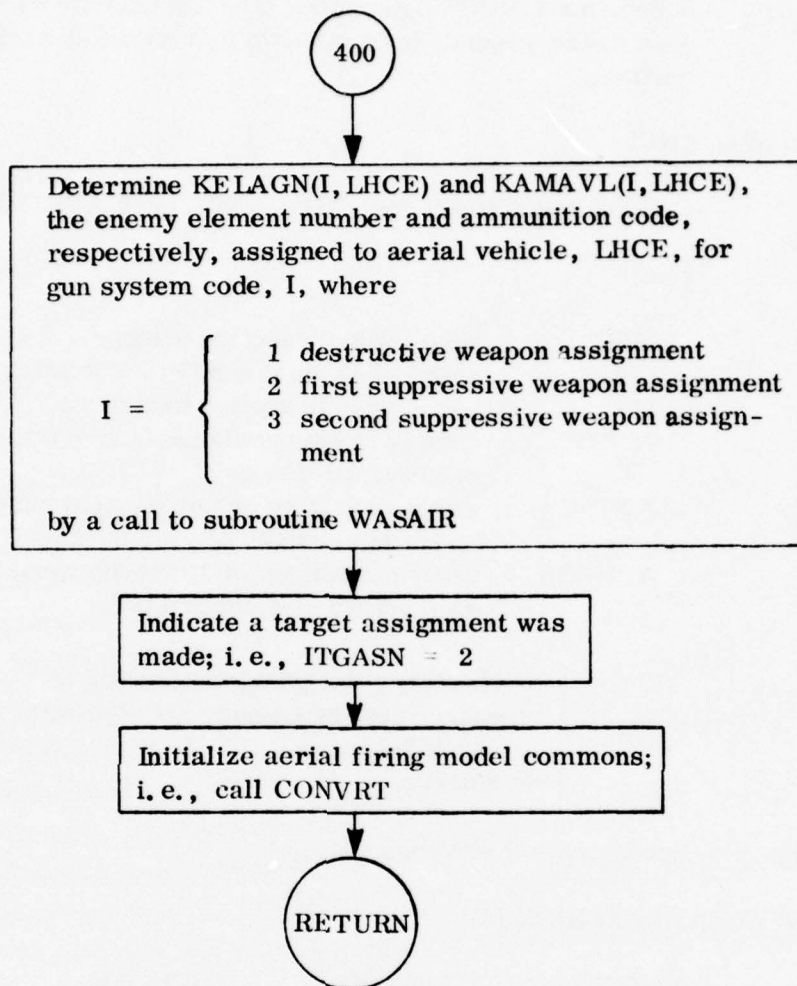 400
Determine KELAGN(I, LHCE) and KAMAVL(I, LHCE),
the enemy element number and ammunition code,
respectively, assigned to aerial vehicle, LHCE, for
gun system code, I, where
1 destructive weapon assignment
I = 2 first suppressive weapon assignment
3 second suppressive weapon assign-
ment
by a call to subroutine WASAIR
Indicate a target assignment was
made; i.e., ITGASN = 2
Initialize aerial firing model commons;
i.e., call CONVRT
RETURN